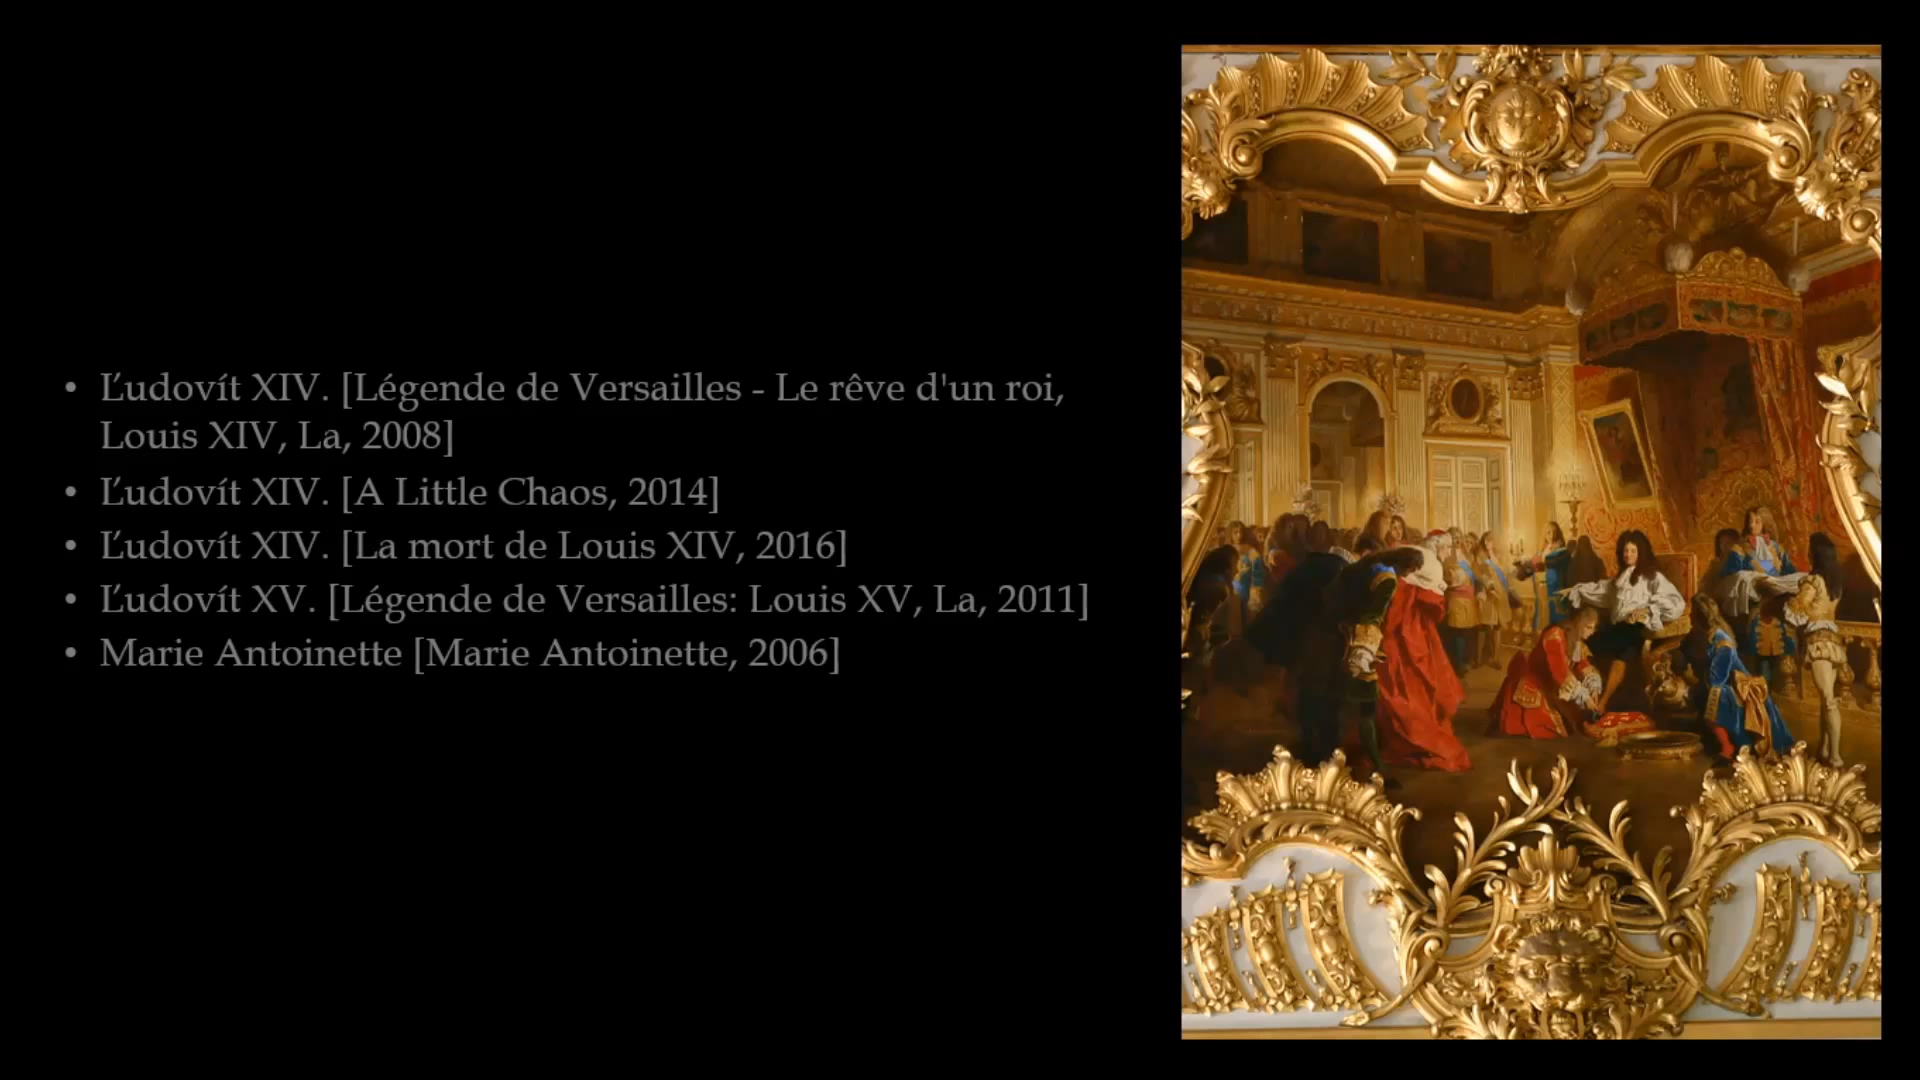 • Ľudovít XIV. [Légende de Versailles - Le rêve d'un roi,
Louis XIV, La, 2008]
• Ľudovít XIV. [A Little Chaos, 2014]
• Ľudovít XIV. [La mort de Louis XIV, 2016]
• Ľudovít XV. [Légende de Versailles: Louis XV, La, 2011]
• Marie Antoinette [Marie Antoinette, 2006]